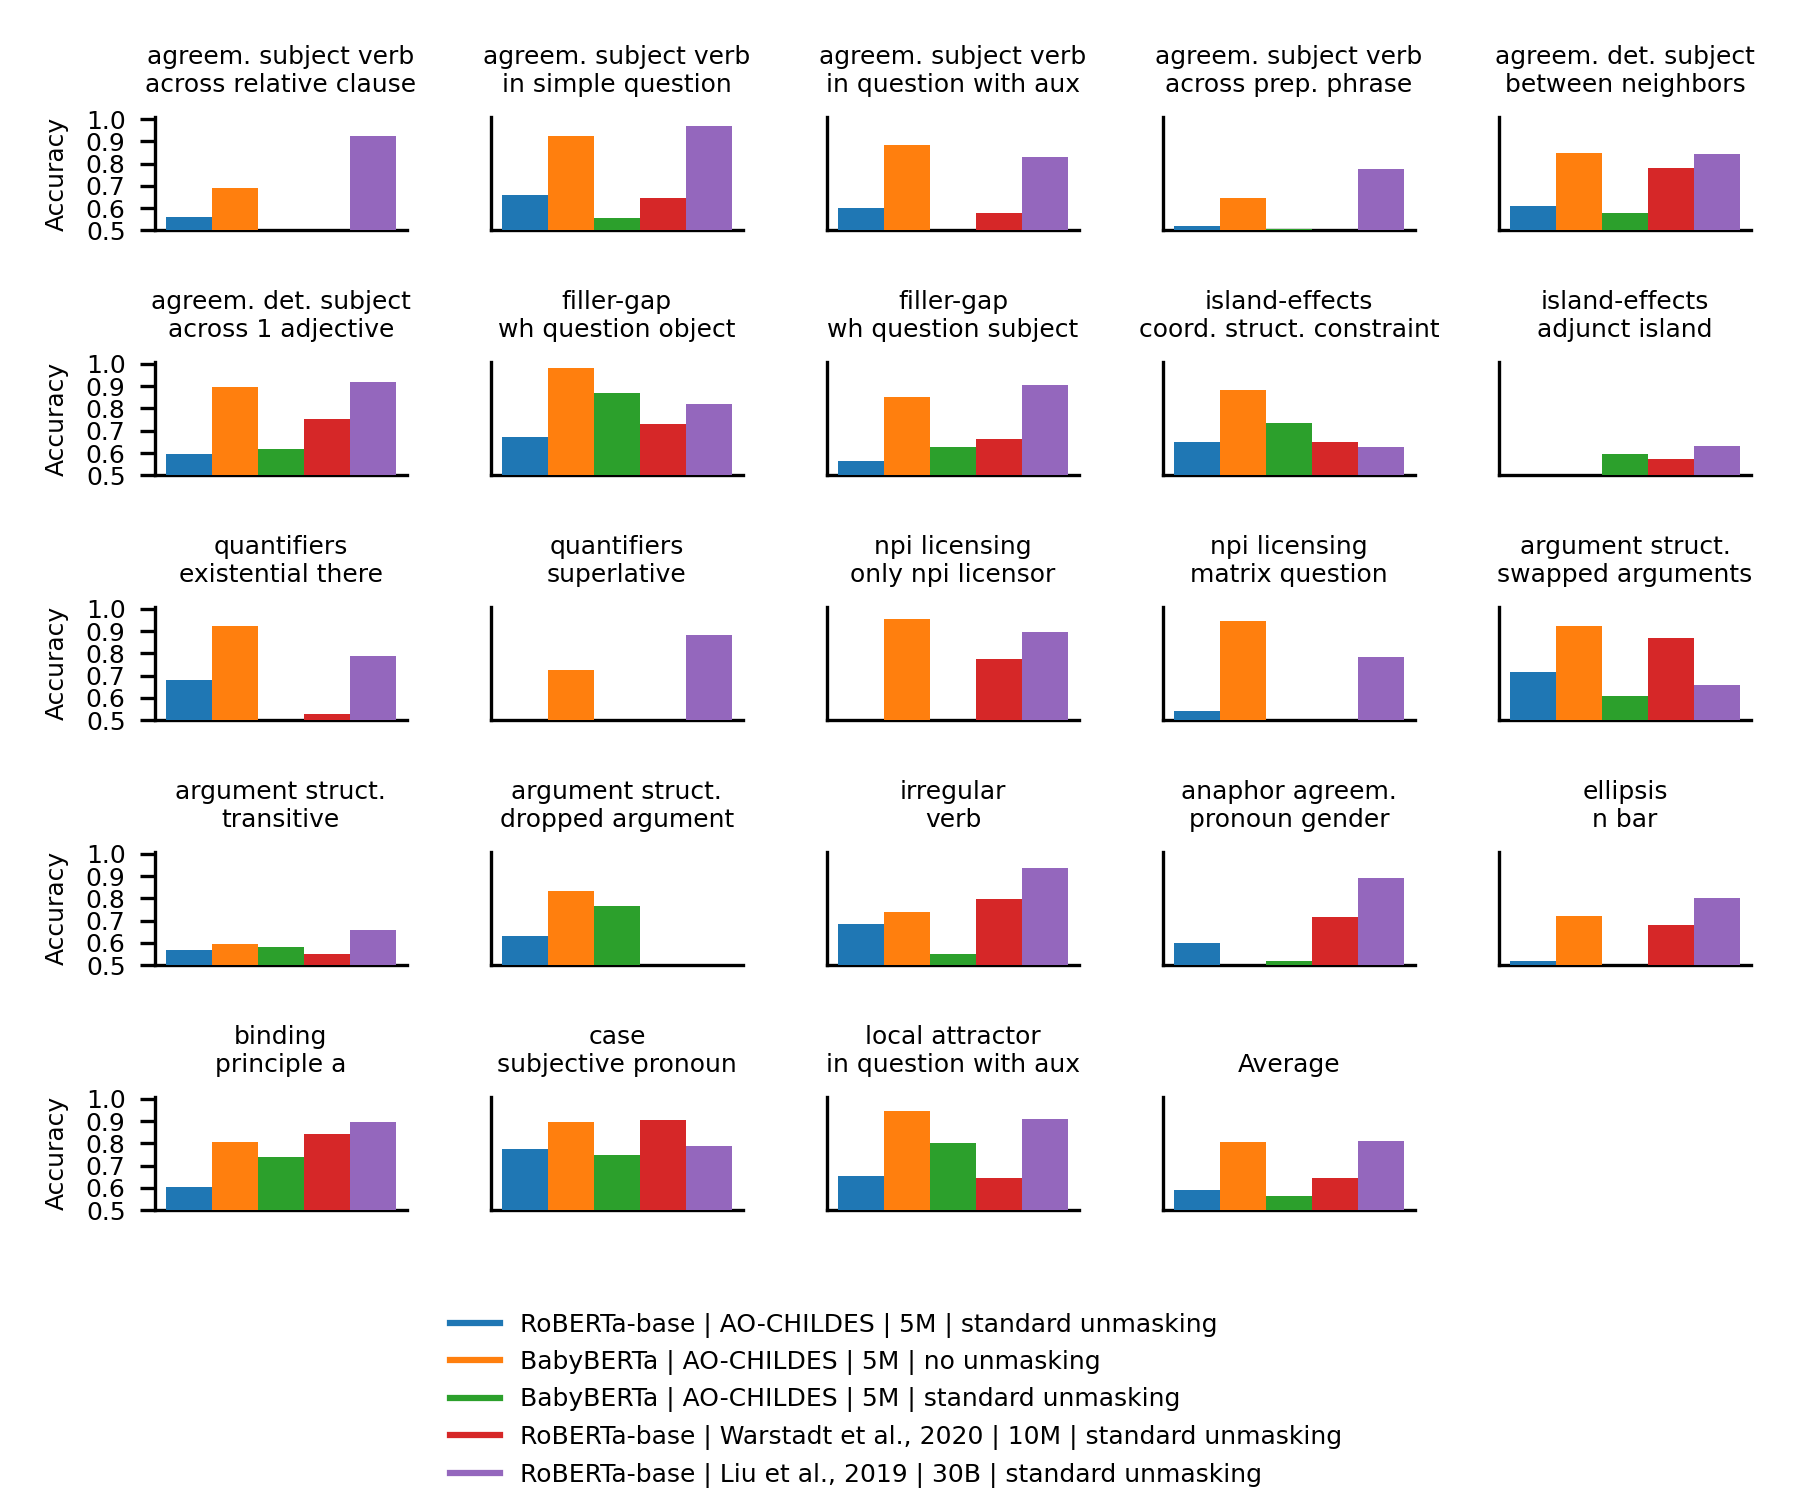 agreem. subject verb
across relative clause
agreem. subject verb
in simple question
agreem. subject verb
in question with aux
agreem. subject verb
across prep. phrase
agreem. det. subject
between neighbors
Accuracy
1.0
0.9
0.8
0.7
0.6
0.5
agreem. det. subject
across 1 adjective
filler-gap
wh question object
filler-gap
wh question subject
island-effects
coord. struct. constraint
island-effects
adjunct island
Accuracy
1.0
0.9
0.8
0.7
0.6
0.5
quantifiers
existential there
quantifiers
superlative
npi licensing
only npi licensor
npi licensing
matrix question
argument struct.
swapped arguments
Accuracy
1.0
0.9
0.8
0.7
0.6
0.5
argument struct.
transitive
argument struct.
dropped argument
irregular
verb
anaphor agreem.
pronoun gender
ellipsis
n bar
Accuracy
1.0
0.9
0.8
0.7
0.6
0.5
binding
principle a
case
subjective pronoun
local attractor
in question with aux
Average
Accuracy
1.0
0.9
0.8
0.7
0.6
0.5
RoBERTa-base | AO-CHILDES | 5M | standard unmasking
BabyBERTa | AO-CHILDES | 5M | no unmasking
BabyBERTa | AO-CHILDES | 5M | standard unmasking
RoBERTa-base | Warstadt et al., 2020 | 10M | standard unmasking
RoBERTa-base | Liu et al., 2019 | 30B | standard unmasking